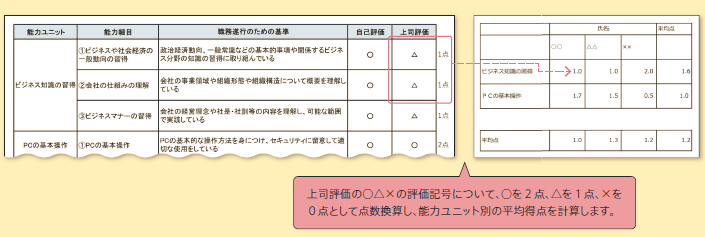 能力ユニット 能力細目 職務遂行のための基準 自己評価 上司評価
①ビジネスや社会経済の
一般動向の習得
政治経済動向、一般常識などの基本的事項や関係するビジネ
ス分野の知識の習得に取り組んでいる
○ △ 1点
ビジネス知識の習得
②会社の仕組みの理解
会社の事業領域や組織形態や組織構造について概要を理解し
ている
○ △ 1点
③ビジネスマナーの習得
会社の経営理念や社是・社訓等の内容を理解し、可能な範囲
で実践している
○ △ 1点
PCの基本操作 ①PCの基本操作
PCの基本的な操作方法を身につけ、セキュリティに留意して適
切な使用をしている
○ ○ 2点
氏名 平均点
○○ △△ ××
ビジネス知識の習得 1.0 1.0 2.0 1.6
PCの基本操作 1.7 1.5 0.5 1.0
平均点 1.0 1.3 1.2 1.2
上司評価の○△×の評価記号について、○を2点、△を1点、×を
0点として点数換算し、能力ユニット別の平均得点を計算します。